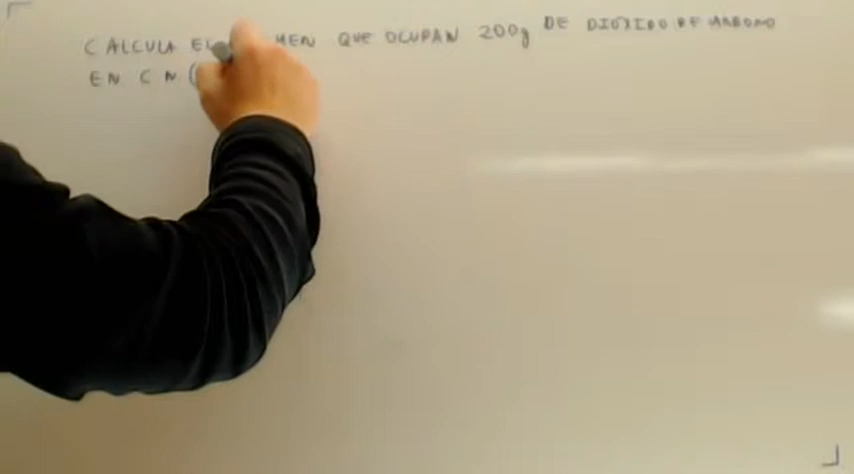 CALCULA EL MEN QUE OCUPAN 200g DE DIOXIDO DE CARBONO
EN C N (